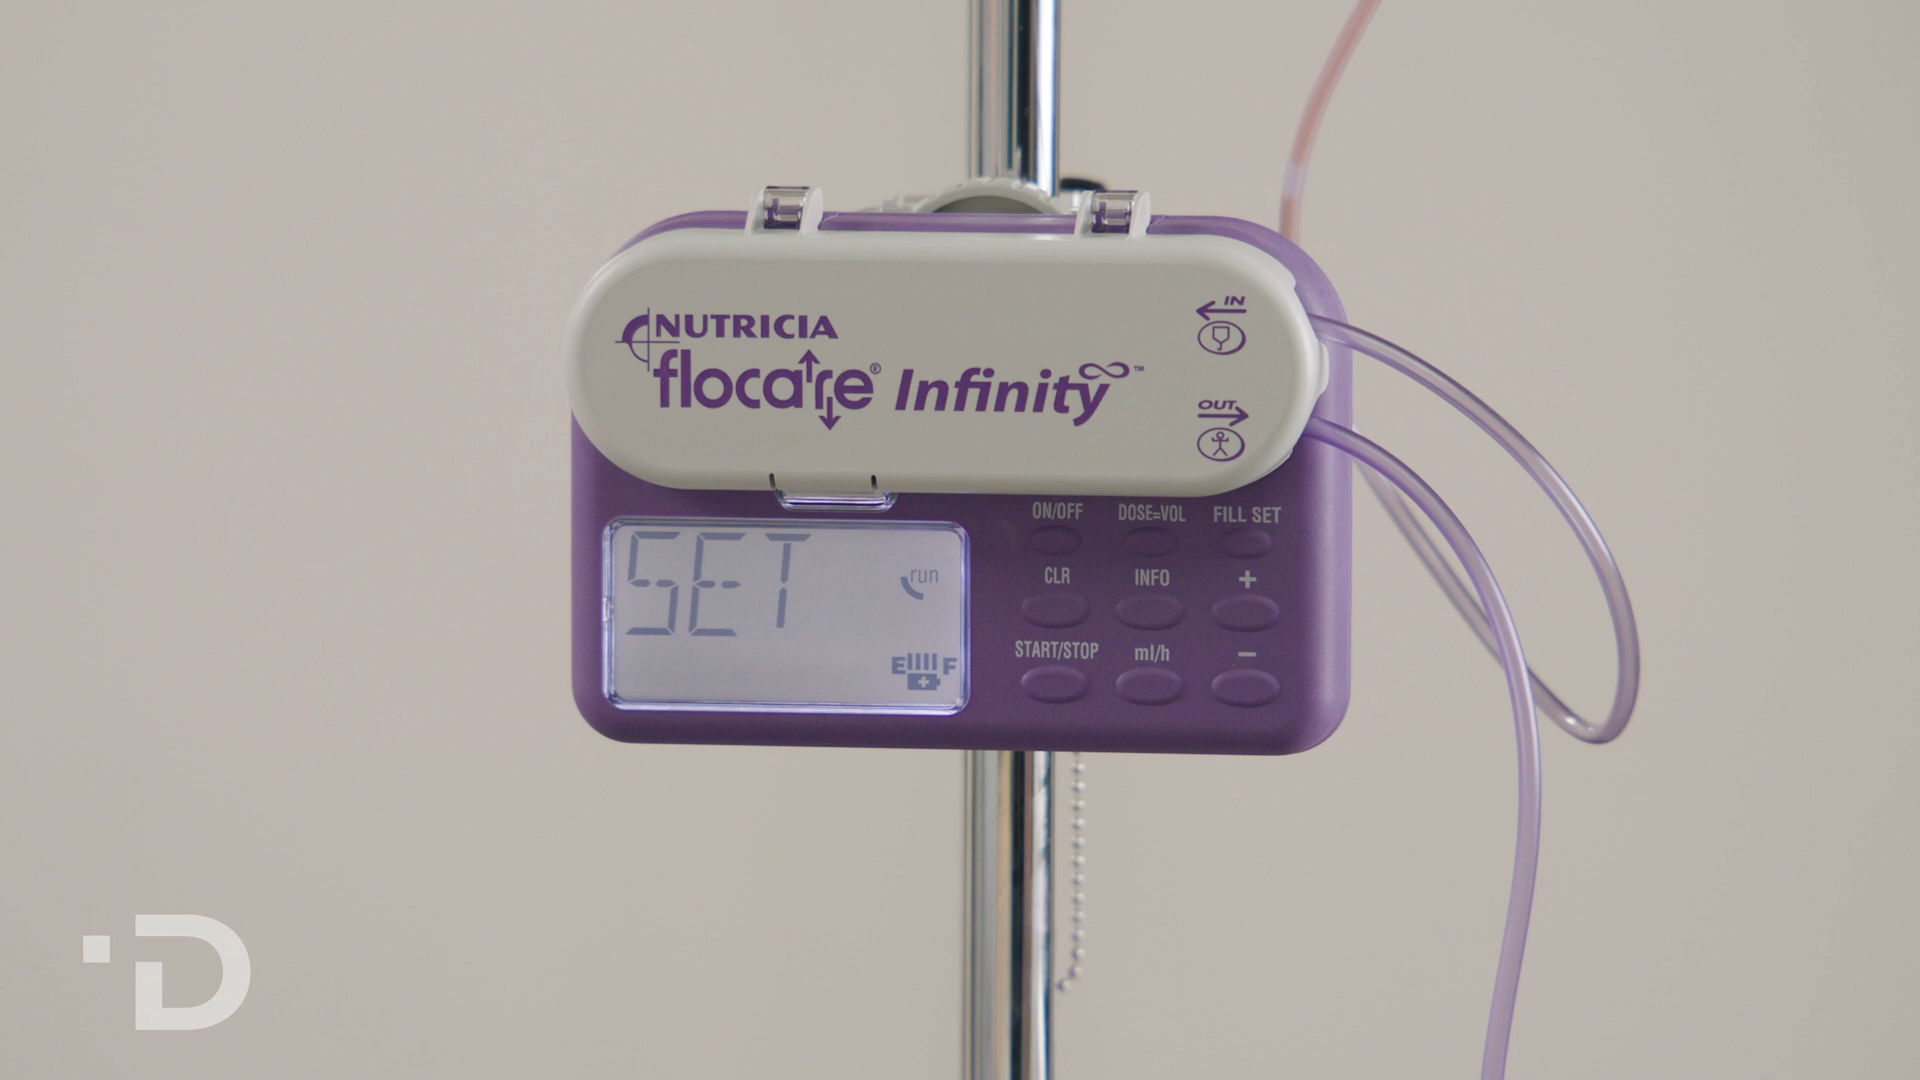 NUTRICIA
flocare® Infinity™
IN
OUT
ON/OFF DOSE=VOL FILL SET
CLR INFO +
START/STOP ml/h −
SET
run
E F
D